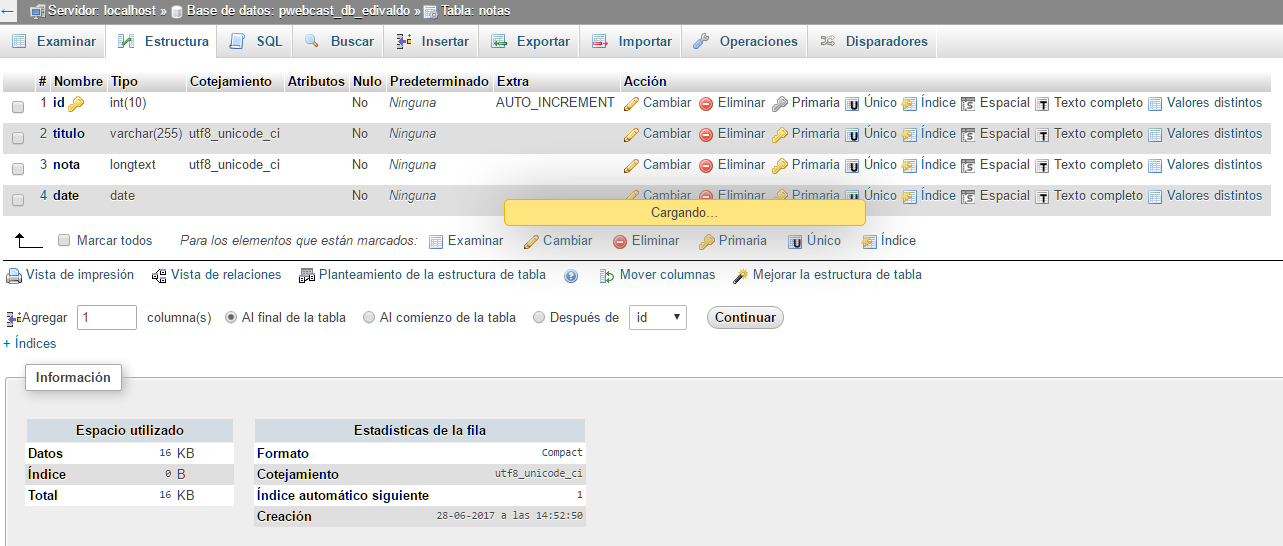 Servidor: localhost » Base de datos: pwebcast_db_edivaldo » Tabla: notas
Examinar Estructura SQL Buscar Insertar Exportar Importar Operaciones Disparadores
# Nombre Tipo Cotejamiento Atributos Nulo Predeterminado Extra Acción
1 id int(10) No Ninguna AUTO_INCREMENT Cambiar Eliminar Primaria Único Índice Espacial Texto completo Valores distintos
2 titulo varchar(255) utf8_unicode_ci No Ninguna Cambiar Eliminar Primaria Único Índice Espacial Texto completo Valores distintos
3 nota longtext utf8_unicode_ci No Ninguna Cambiar Eliminar Primaria Único Índice Espacial Texto completo Valores distintos
4 date date No Ninguna Cambiar Eliminar Primaria Único Índice Espacial Texto completo Valores distintos
Cargando...
Marcar todos Para los elementos que están marcados: Examinar Cambiar Eliminar Primaria Único Índice
Vista de impresión Vista de relaciones Planteamiento de la estructura de tabla Mover columnas Mejorar la estructura de tabla
Agregar 1 columna(s) Al final de la tabla Al comienzo de la tabla Después de id Continuar
+ Índices
Información
Espacio utilizado
Datos 16 KB
Índice 0 B
Total 16 KB
Estadísticas de la fila
Formato Compact
Cotejamiento utf8_unicode_ci
Índice automático siguiente 1
Creación 28-06-2017 a las 14:52:50